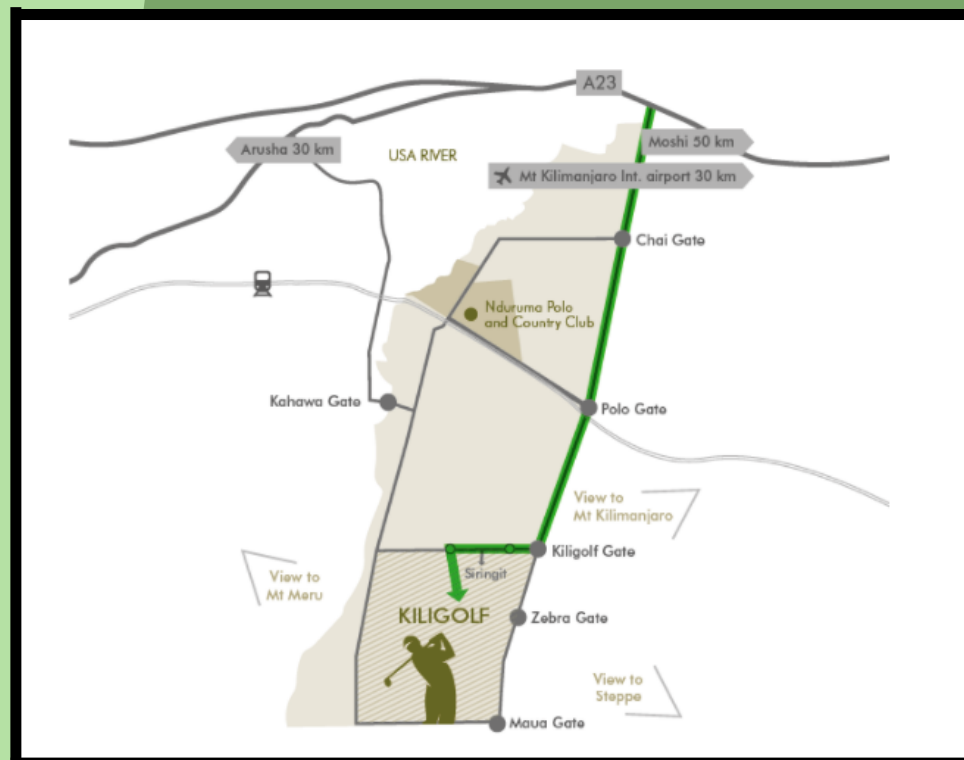 A23
Moshi 50 km
Arusha 30 km
USA RIVER
Mt Kilimanjaro Int. airport 30 km
Chai Gate
Nduruma Polo
and Country Club
Kahawa Gate
Polo Gate
View to
Mt Kilimanjaro
Kiligolf Gate
Siringit
View to
Mt Meru
KILIGOLF
Zebra Gate
View to
Steppe
Maua Gate